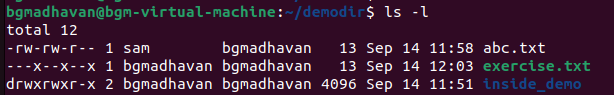 bgmadhavan@bgm-virtual-machine:~/demodir$ ls -l
total 12
-rw-rw-r-- 1 sam        bgmadhavan   13 Sep 14 11:58 abc.txt
---x--x--x 1 bgmadhavan bgmadhavan   13 Sep 14 12:03 exercise.txt
drwxrwxr-x 2 bgmadhavan bgmadhavan 4096 Sep 14 11:51 inside_demo